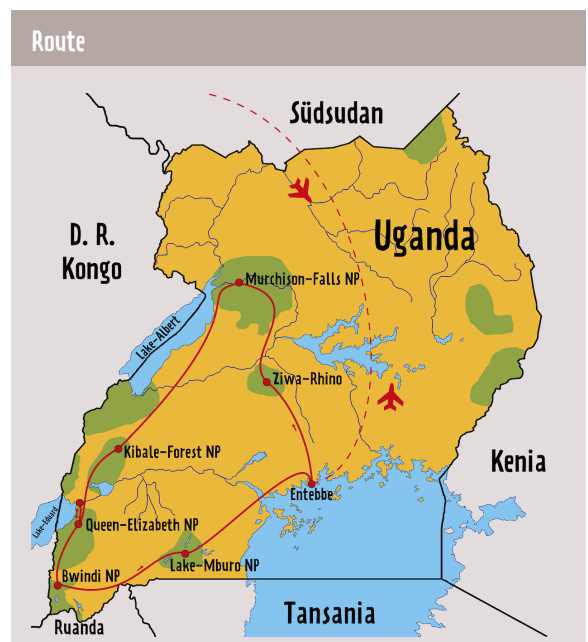 Route
Südsudan
D. R.
Kongo
Uganda
Murchison-Falls NP
Lake-Albert
Ziwa-Rhino
Kibale-Forest NP
Kenia
Entebbe
Lake-Eduard
Queen-Elizabeth NP
Lake-Mburo NP
Bwindi NP
Tansania
Ruanda